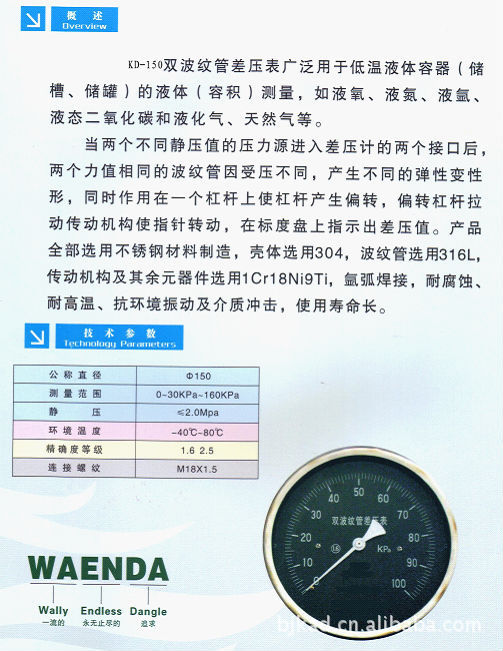 概 述
Overview
KD-150双波纹管差压表广泛用于低温液体容器（储
槽、储罐）的液体（容积）测量，如液氧、液氮、液氩、
液态二氧化碳和液化气、天然气等。
当两个不同静压值的压力源进入差压计的两个接口后，
两个力值相同的波纹管因受压不同，产生不同的弹性变性
形，同时作用在一个杠杆上使杠杆产生偏转，偏转杠杆拉
动传动机构使指针转动，在标度盘上指示出差压值。产品
全部选用不锈钢材料制造，壳体选用304，波纹管选用316L，
传动机构及其余元器件选用1Cr18Ni9Ti，氩弧焊接，耐腐蚀、
耐高温、抗环境振动及介质冲击，使用寿命长。
技 术 参 数
Technology Parameters
公 称 直 径 Φ150
测 量 范 围 0~30KPa~160KPa
静 压 ≤2.0Mpa
环 境 温 度 -40℃~80℃
精 确 度 等 级 1.6 2.5
连 接 螺 纹 M18X1.5
0 10 20 30 40 50 60 70 80 90 100
双波纹管差压表
1.6 KPa
WAENDA
Wally Endless Dangle
一流的 永无止尽的 追求